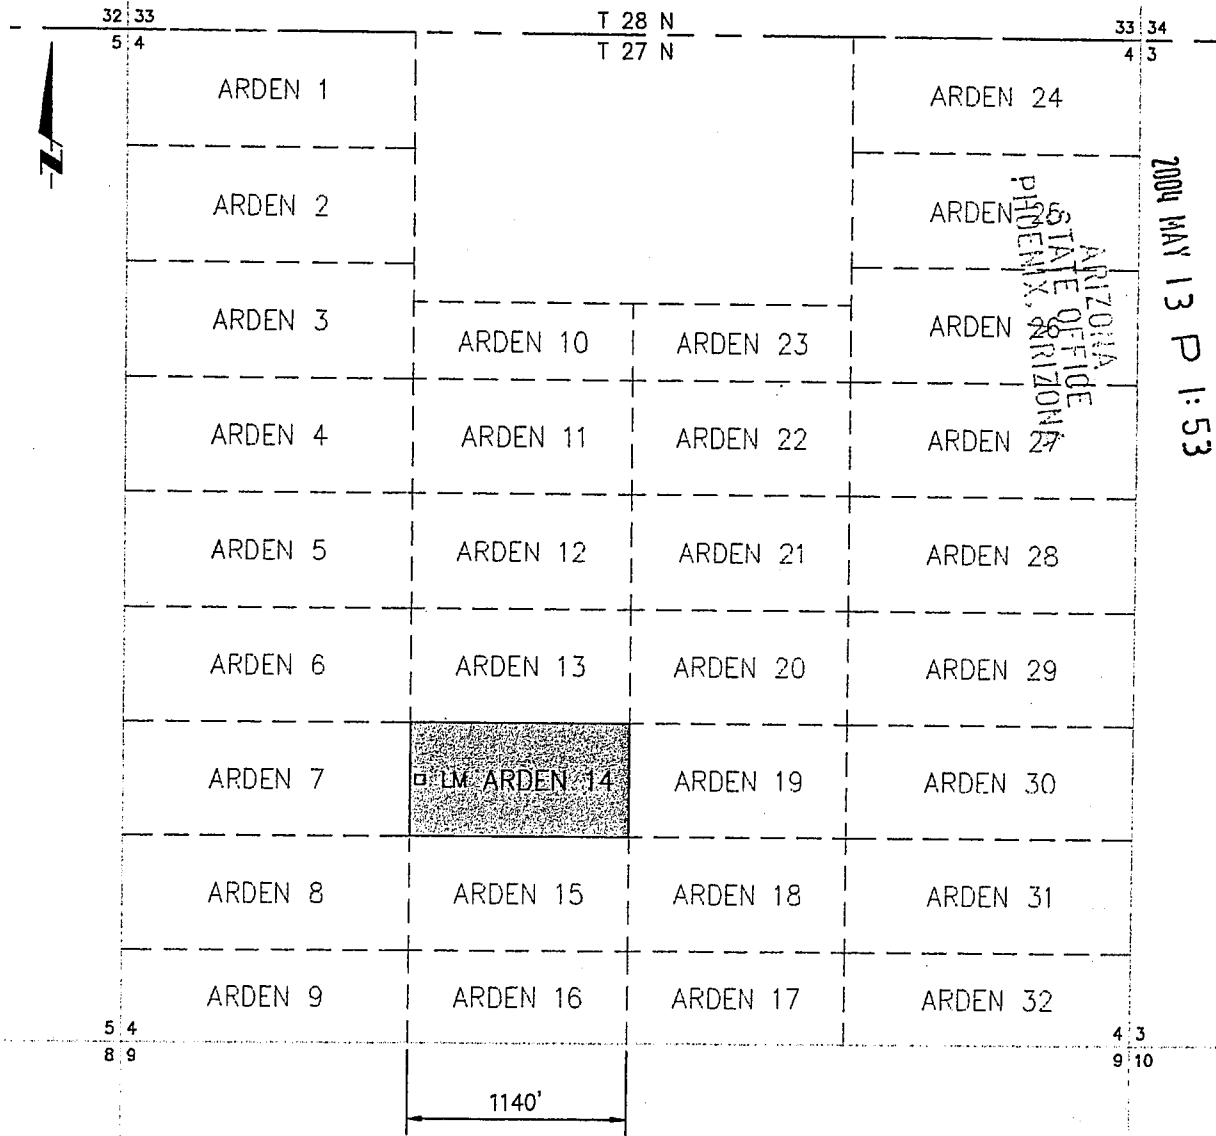 32 33
T 28 N
33 34
5 4
T 27 N
4 3
N
ARDEN 1
ARDEN 24
ARDEN 2
ARDEN 25
ARDEN 3
ARDEN 10
ARDEN 23
ARDEN 26
ARDEN 4
ARDEN 11
ARDEN 22
ARDEN 27
ARDEN 5
ARDEN 12
ARDEN 21
ARDEN 28
ARDEN 6
ARDEN 13
ARDEN 20
ARDEN 29
ARDEN 7
LM ARDEN 14
ARDEN 19
ARDEN 30
ARDEN 8
ARDEN 15
ARDEN 18
ARDEN 31
ARDEN 9
ARDEN 16
ARDEN 17
ARDEN 32
5 4
4 3
8 9
9 10
1140'
2004 MAY 13 P 1:53
ARIZONA
STATE OFFICE
PHOENIX, ARIZONA